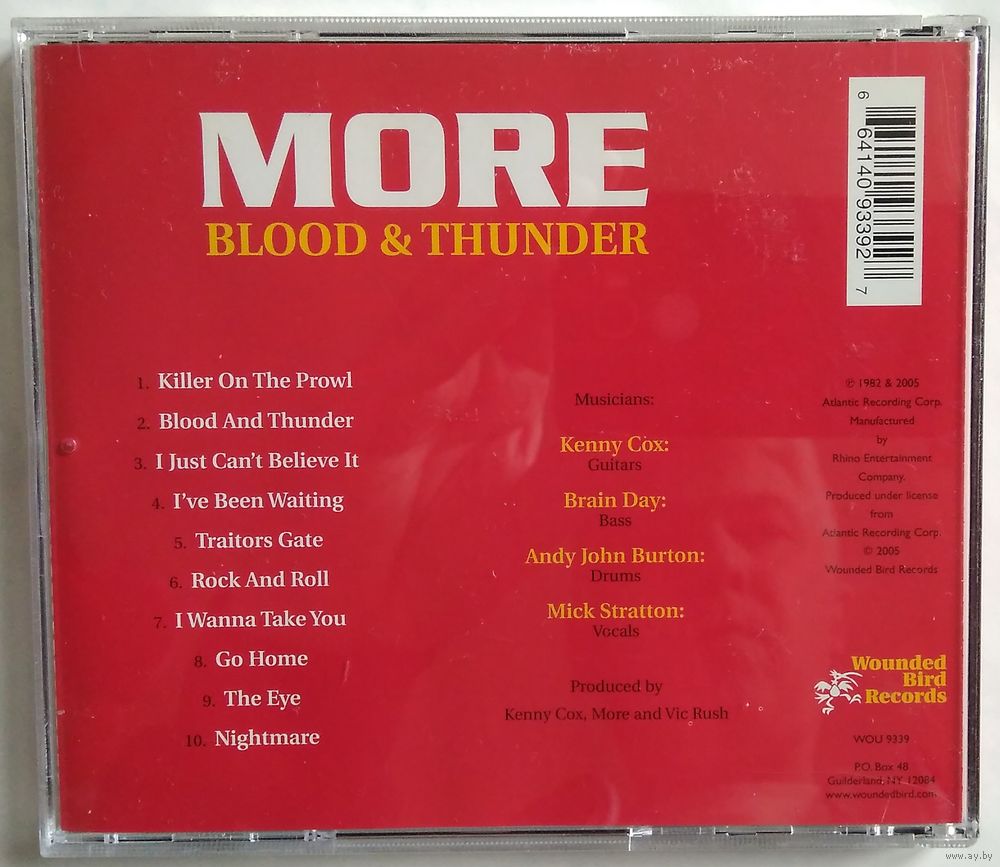 MORE
BLOOD & THUNDER
6 64140 93392 7
1. Killer On The Prowl
2. Blood And Thunder
3. I Just Can't Believe It
4. I've Been Waiting
5. Traitors Gate
6. Rock And Roll
7. I Wanna Take You
8. Go Home
9. The Eye
10. Nightmare
Musicians:
Kenny Cox:
Guitars
Brain Day:
Bass
Andy John Burton:
Drums
Mick Stratton:
Vocals
Produced by
Kenny Cox, More and Vic Rush
℗ 1982 & 2005
Atlantic Recording Corp.
Manufactured
by
Rhino Entertainment
Company.
Produced under license
from
Atlantic Recording Corp.
© 2005
Wounded Bird Records
Wounded
Bird
Records
WOU 9339
P.O. Box 48
Guilderland, NY 12084
www.woundedbird.com
www.ay.by